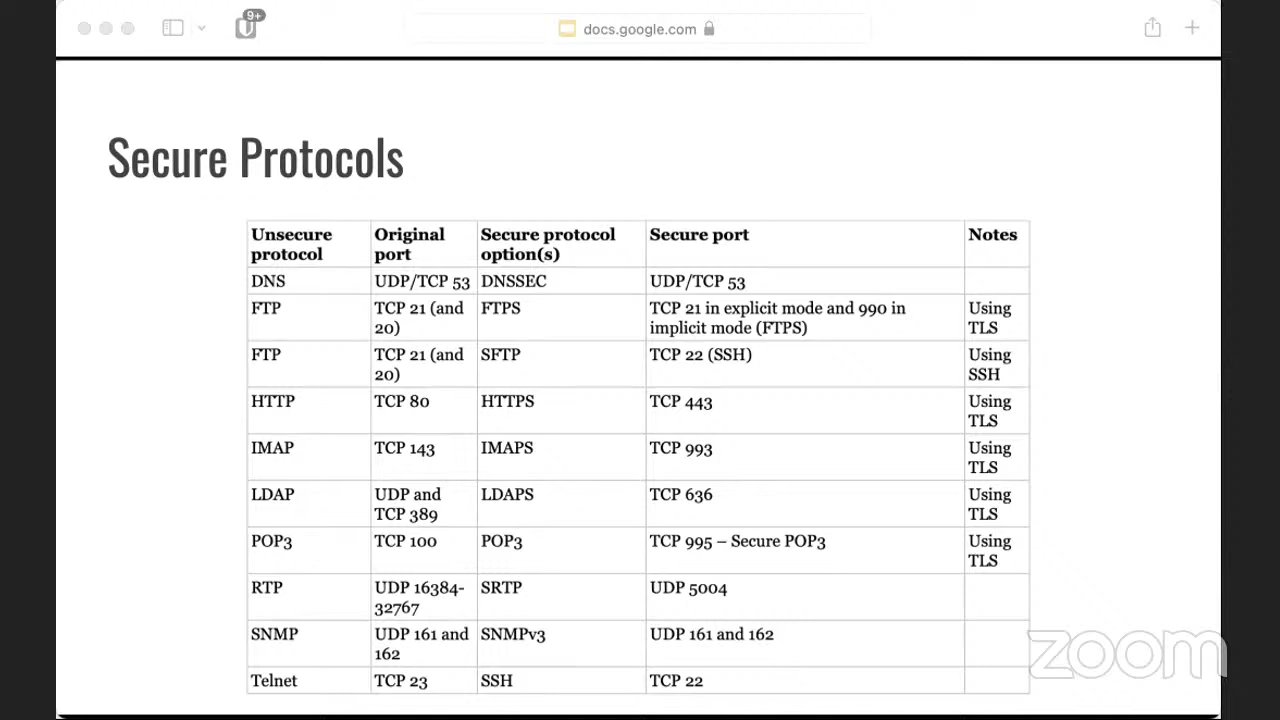 9+
docs.google.com
Secure Protocols
Unsecure protocol Original port Secure protocol option(s) Secure port Notes
DNS UDP/TCP 53 DNSSEC UDP/TCP 53
FTP TCP 21 (and 20) FTPS TCP 21 in explicit mode and 990 in implicit mode (FTPS) Using TLS
FTP TCP 21 (and 20) SFTP TCP 22 (SSH) Using SSH
HTTP TCP 80 HTTPS TCP 443 Using TLS
IMAP TCP 143 IMAPS TCP 993 Using TLS
LDAP UDP and TCP 389 LDAPS TCP 636 Using TLS
POP3 TCP 100 POP3 TCP 995 – Secure POP3 Using TLS
RTP UDP 16384-32767 SRTP UDP 5004
SNMP UDP 161 and 162 SNMPv3 UDP 161 and 162
Telnet TCP 23 SSH TCP 22
zoom